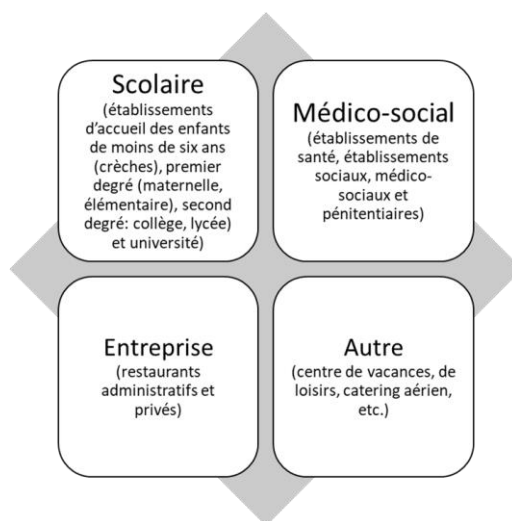 Scolaire
(établissements
d'accueil des enfants
de moins de six ans
(crèches), premier
degré (maternelle,
élémentaire), second
degré: collège, lycée)
et université)
Médico-social
(établissements de
santé, établissements
sociaux, médico-
sociaux et
pénitentiaires)
Entreprise
(restaurants
administratifs et
privés)
Autre
(centre de vacances, de
loisirs, catering aérien,
etc.)